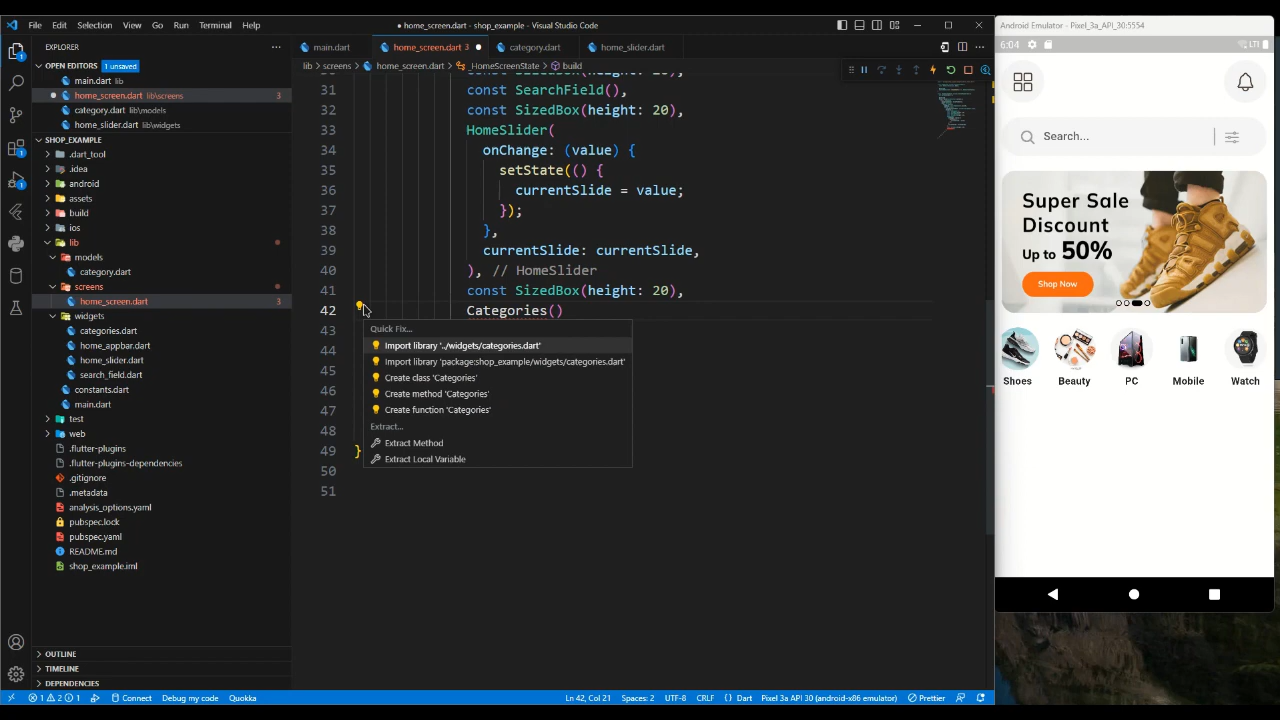 File Edit Selection View Go Run Terminal Help
● home_screen.dart - shop_example - Visual Studio Code
Android Emulator - Pixel_3a_API_30:5554
EXPLORER
OPEN EDITORS 1 unsaved
main.dart lib
home_screen.dart lib\screens 3
category.dart lib\models
home_slider.dart lib\widgets
SHOP_EXAMPLE
.dart_tool
.idea
android
assets
build
ios
lib
models
category.dart
screens
home_screen.dart 3
widgets
categories.dart
home_appbar.dart
home_slider.dart
search_field.dart
constants.dart
main.dart
test
web
.flutter-plugins
.flutter-plugins-dependencies
.gitignore
.metadata
analysis_options.yaml
pubspec.lock
pubspec.yaml
README.md
shop_example.iml
OUTLINE
TIMELINE
DEPENDENCIES
main.dart
home_screen.dart 3
category.dart
home_slider.dart
lib > screens > home_screen.dart > _HomeScreenState > build
31 const SearchField(),
32 const SizedBox(height: 20),
33 HomeSlider(
34 onChange: (value) {
35 setState(() {
36 currentSlide = value;
37 });
38 },
39 currentSlide: currentSlide,
40 ), // HomeSlider
41 const SizedBox(height: 20),
42 Categories()
43
44
45
46
47
48
49 }
50
51
Quick Fix...
Import library '../widgets/categories.dart'
Import library 'package:shop_example/widgets/categories.dart'
Create class 'Categories'
Create method 'Categories'
Create function 'Categories'
Extract...
Extract Method
Extract Local Variable
6:04
LTE
Search...
Super Sale
Discount
Up to 50%
Shop Now
Shoes
Beauty
PC
Mobile
Watch
1 2 1 Connect Debug my code Quokka
Ln 42, Col 21 Spaces: 2 UTF-8 CRLF {} Dart Pixel 3a API 30 (android-x86 emulator) Prettier